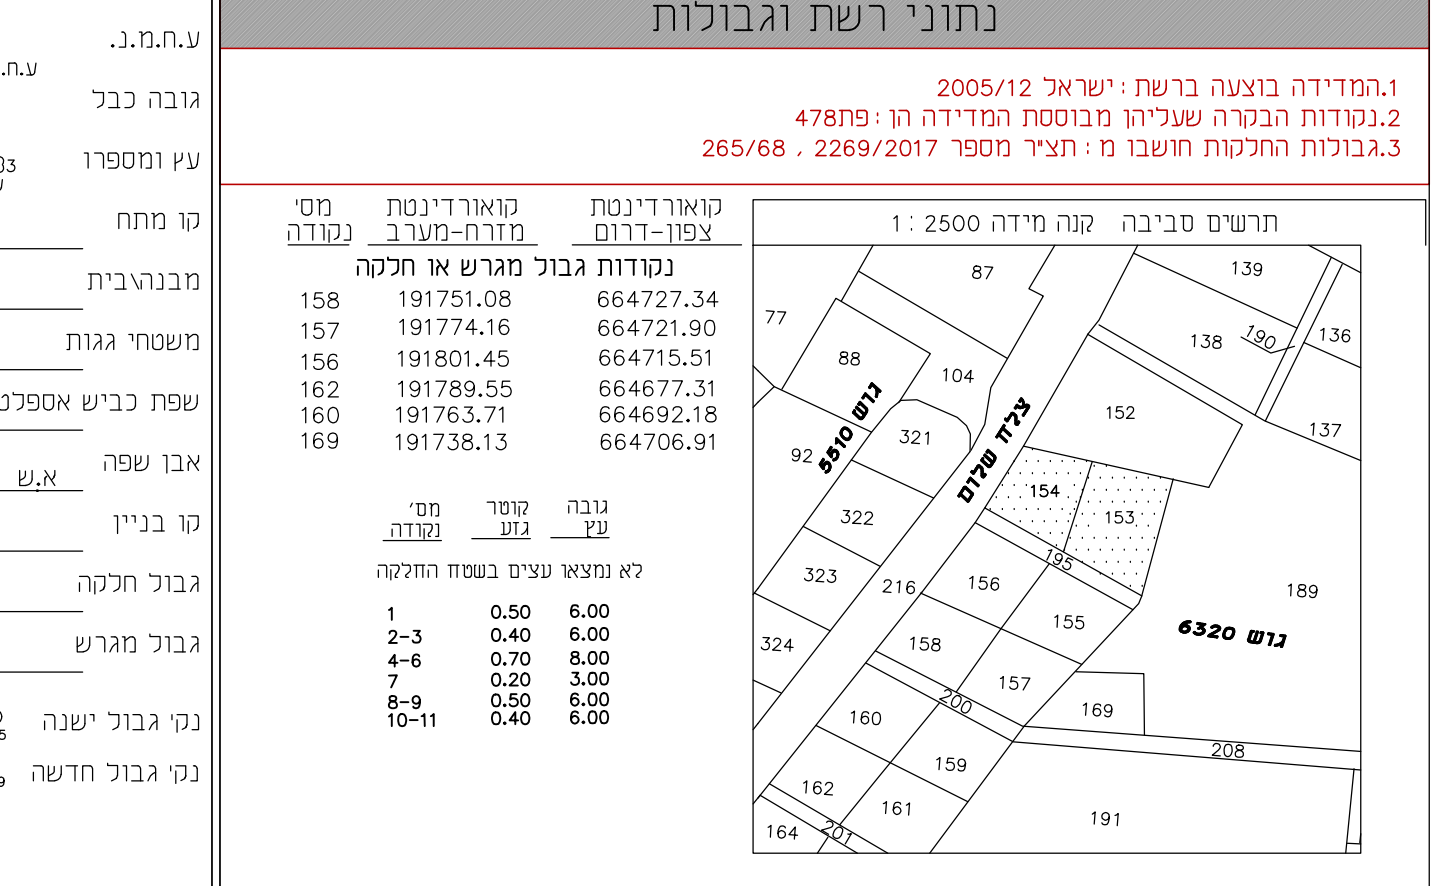 נתוני רשת וגבולות
1.המדידה בוצעה ברשת : ישראל 2005/12
2.נקודות הבקרה שעליהן מבוססת המדידה הן : פת478
3.גבולות החלקות חושבו מ : תצ"ר מספר 2269/2017 , 265/68
ע.ח.מ.נ.
ע.ח.
גובה כבל
עץ ומספרו
קו מתח
מבנה\בית
משטחי גגות
שפת כביש אספלט
אבן שפה
א.ש
קו בניין
גבול חלקה
גבול מגרש
נקי גבול ישנה
נקי גבול חדשה
מסי נקודה קואורדינטת מזרח-מערב קואורדינטת צפון-דרום
נקודות גבול מגרש או חלקה
158 191751.08 664727.34
157 191774.16 664721.90
156 191801.45 664715.51
162 191789.55 664677.31
160 191763.71 664692.18
169 191738.13 664706.91
מס' נקודה קוטר גזע גובה עץ
לא נמצאו עצים בשטח החלקה
1 0.50 6.00
2-3 0.40 6.00
4-6 0.70 8.00
7 0.20 3.00
8-9 0.50 6.00
10-11 0.40 6.00
תרשים סביבה קנה מידה 2500 : 1
87
139
77
138
190
136
88
104
152
137
92
גוש 5510
321
צלח שלום
154
153
322
195
323
216
156
189
155
גוש 6320
324
158
157
200
169
160
208
159
162
161
191
164
201